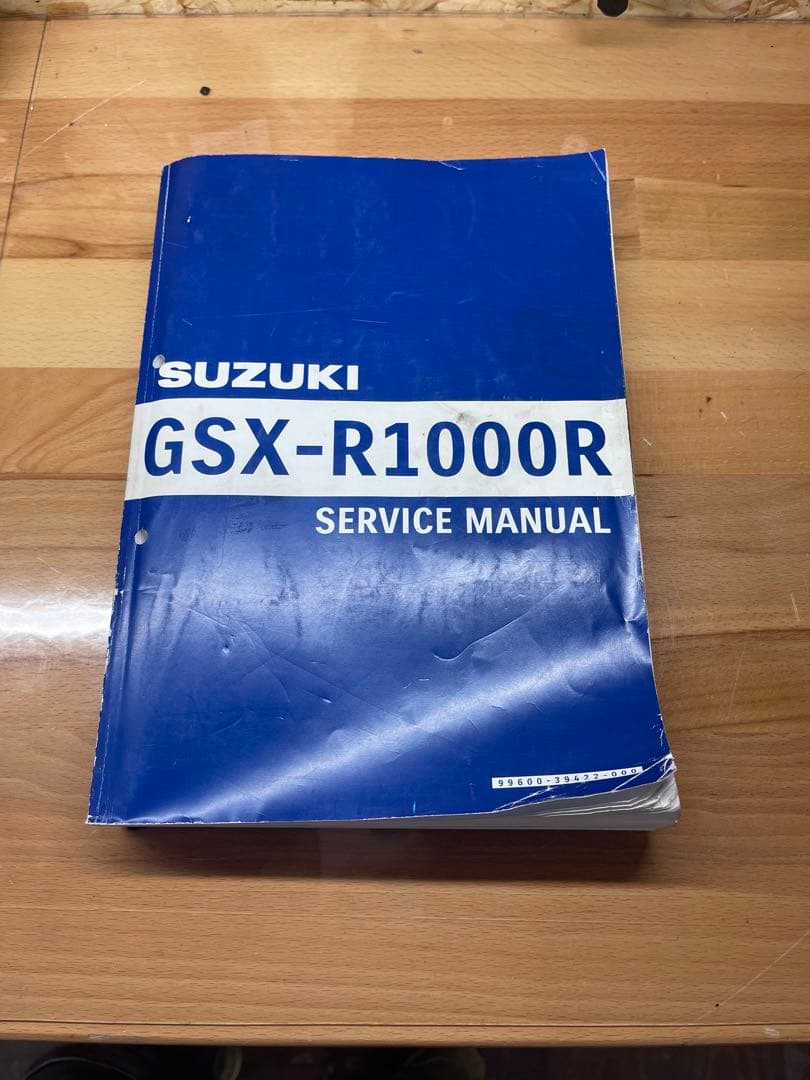 SUZUKI
GSX-R1000R
SERVICE MANUAL
99600-39422-000